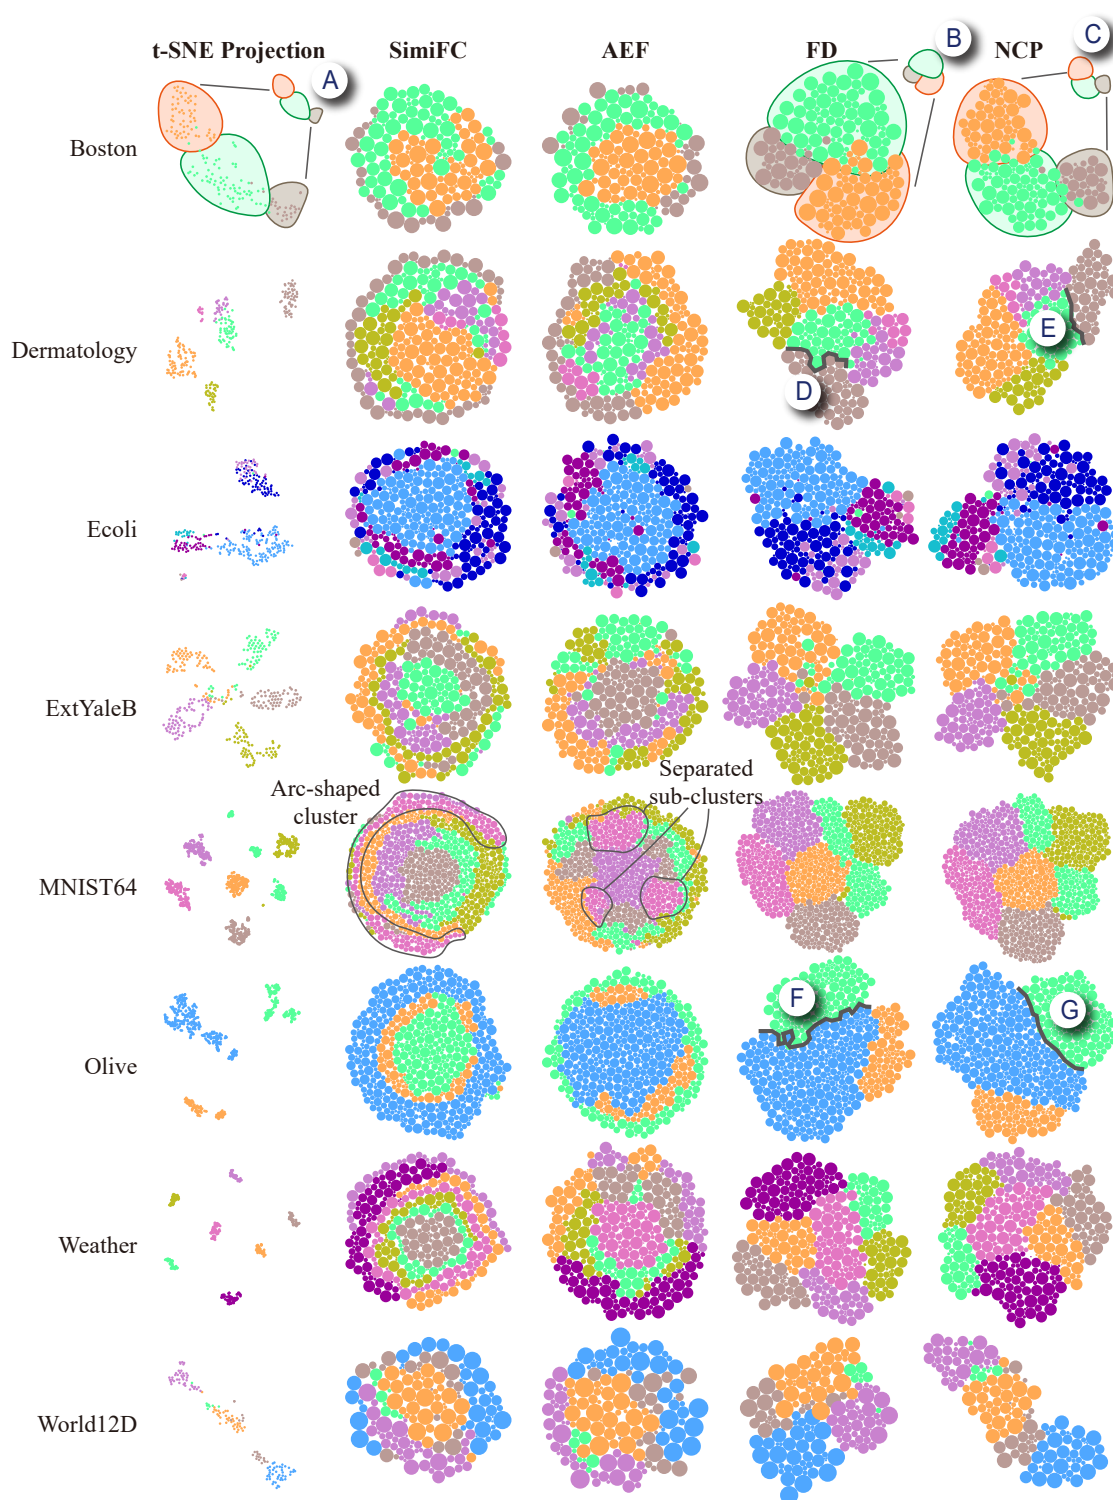 t-SNE Projection SimiFC AEF FD NCP
A B C
Boston
Dermatology
D E
Ecoli
ExtYaleB
Arc-shaped
cluster
Separated
sub-clusters
MNIST64
F G
Olive
Weather
World12D